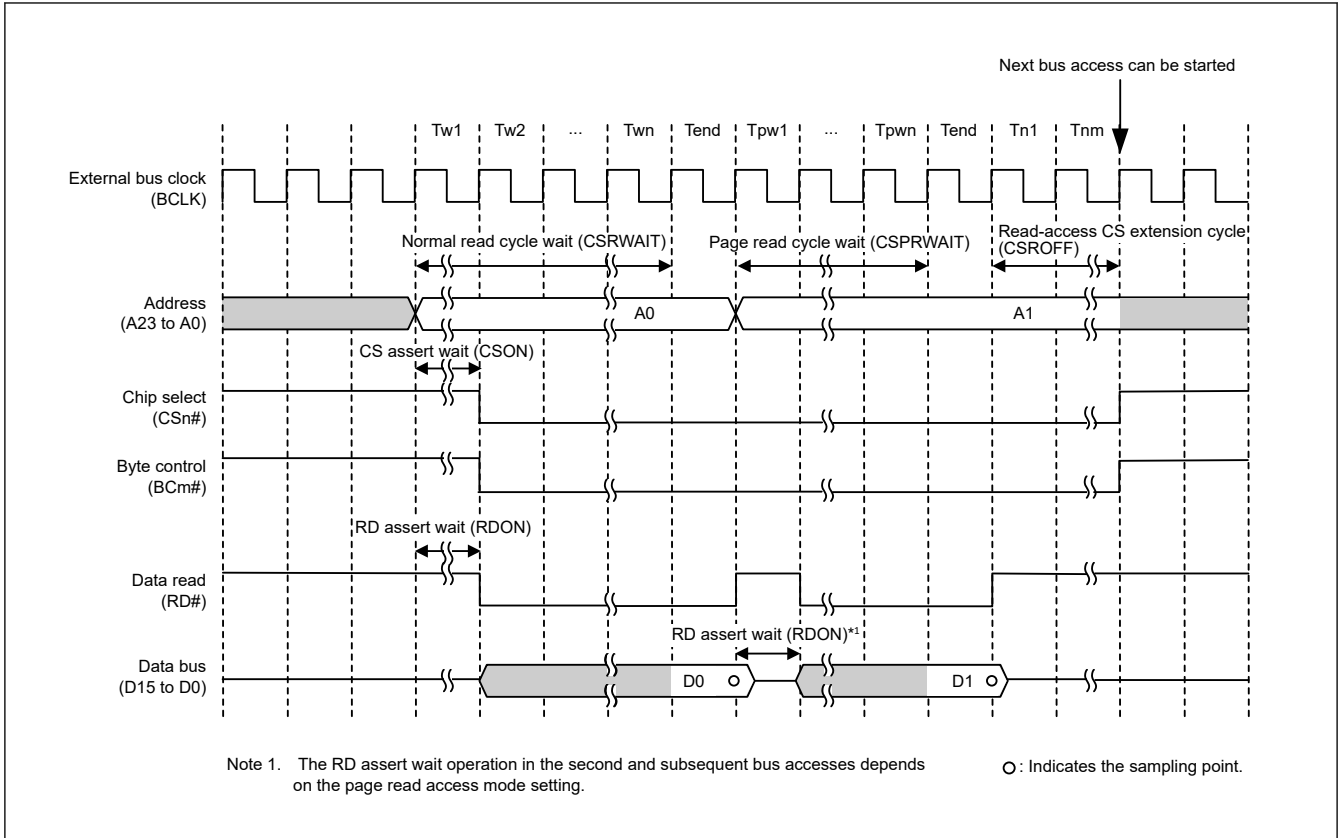 Next bus access can be started
Tw1 Tw2 ... Twn Tend Tpw1 ... Tpwn Tend Tn1 Tnm
External bus clock
(BCLK)
Normal read cycle wait (CSRWAIT)
Page read cycle wait (CSPRWAIT)
Read-access CS extension cycle
(CSROFF)
Address
(A23 to A0)
A0
A1
CS assert wait (CSON)
Chip select
(CSn#)
Byte control
(BCm#)
RD assert wait (RDON)
Data read
(RD#)
RD assert wait (RDON)*1
Data bus
(D15 to D0)
D0
D1
Note 1. The RD assert wait operation in the second and subsequent bus accesses depends
on the page read access mode setting.
: Indicates the sampling point.